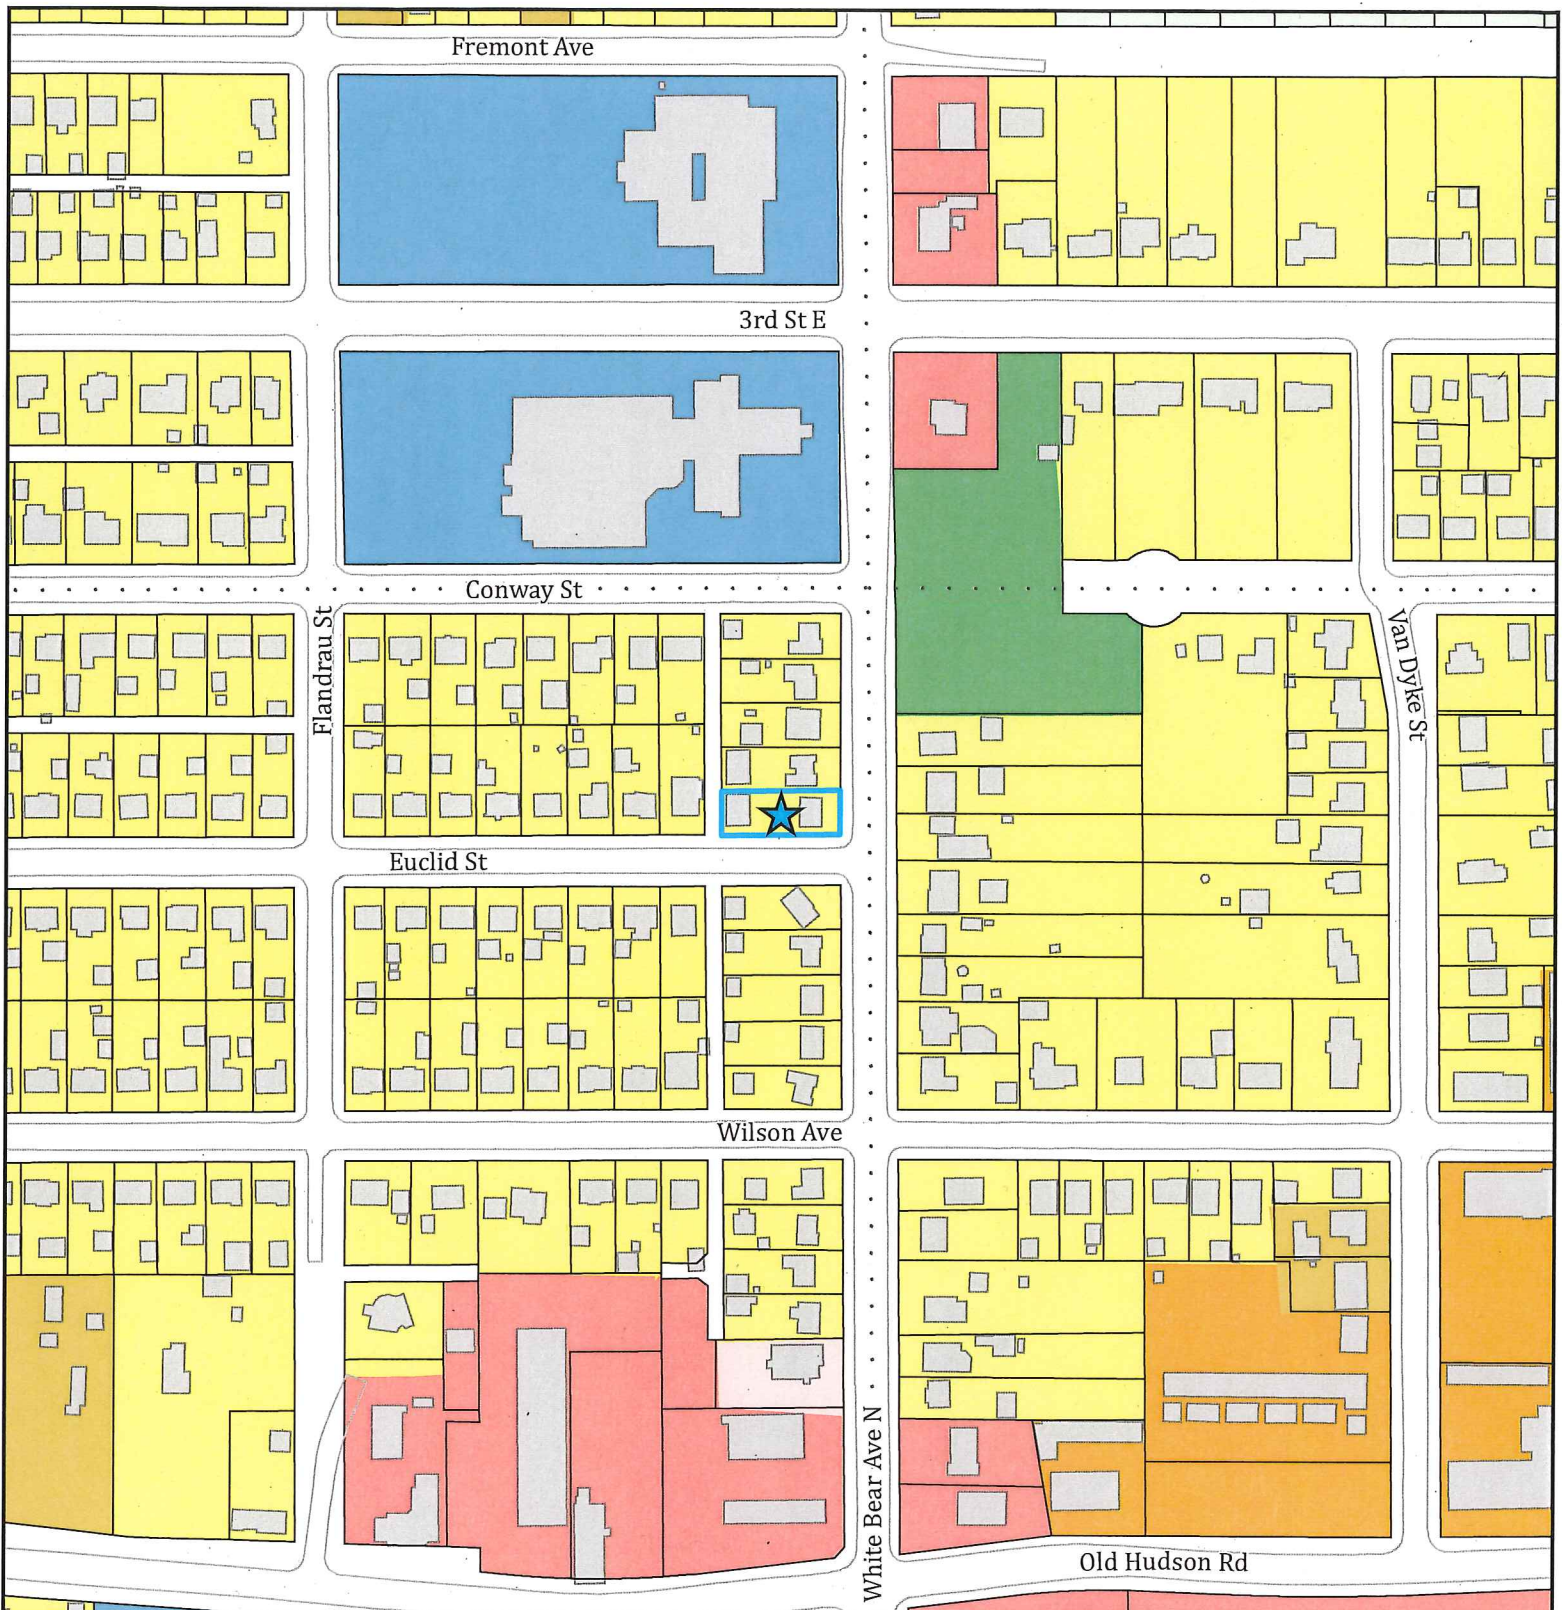 Fremont Ave
3rd St E
Conway St
Flandrau St
Van Dyke St
Euclid St
Wilson Ave
White Bear Ave N
Old Hudson Rd